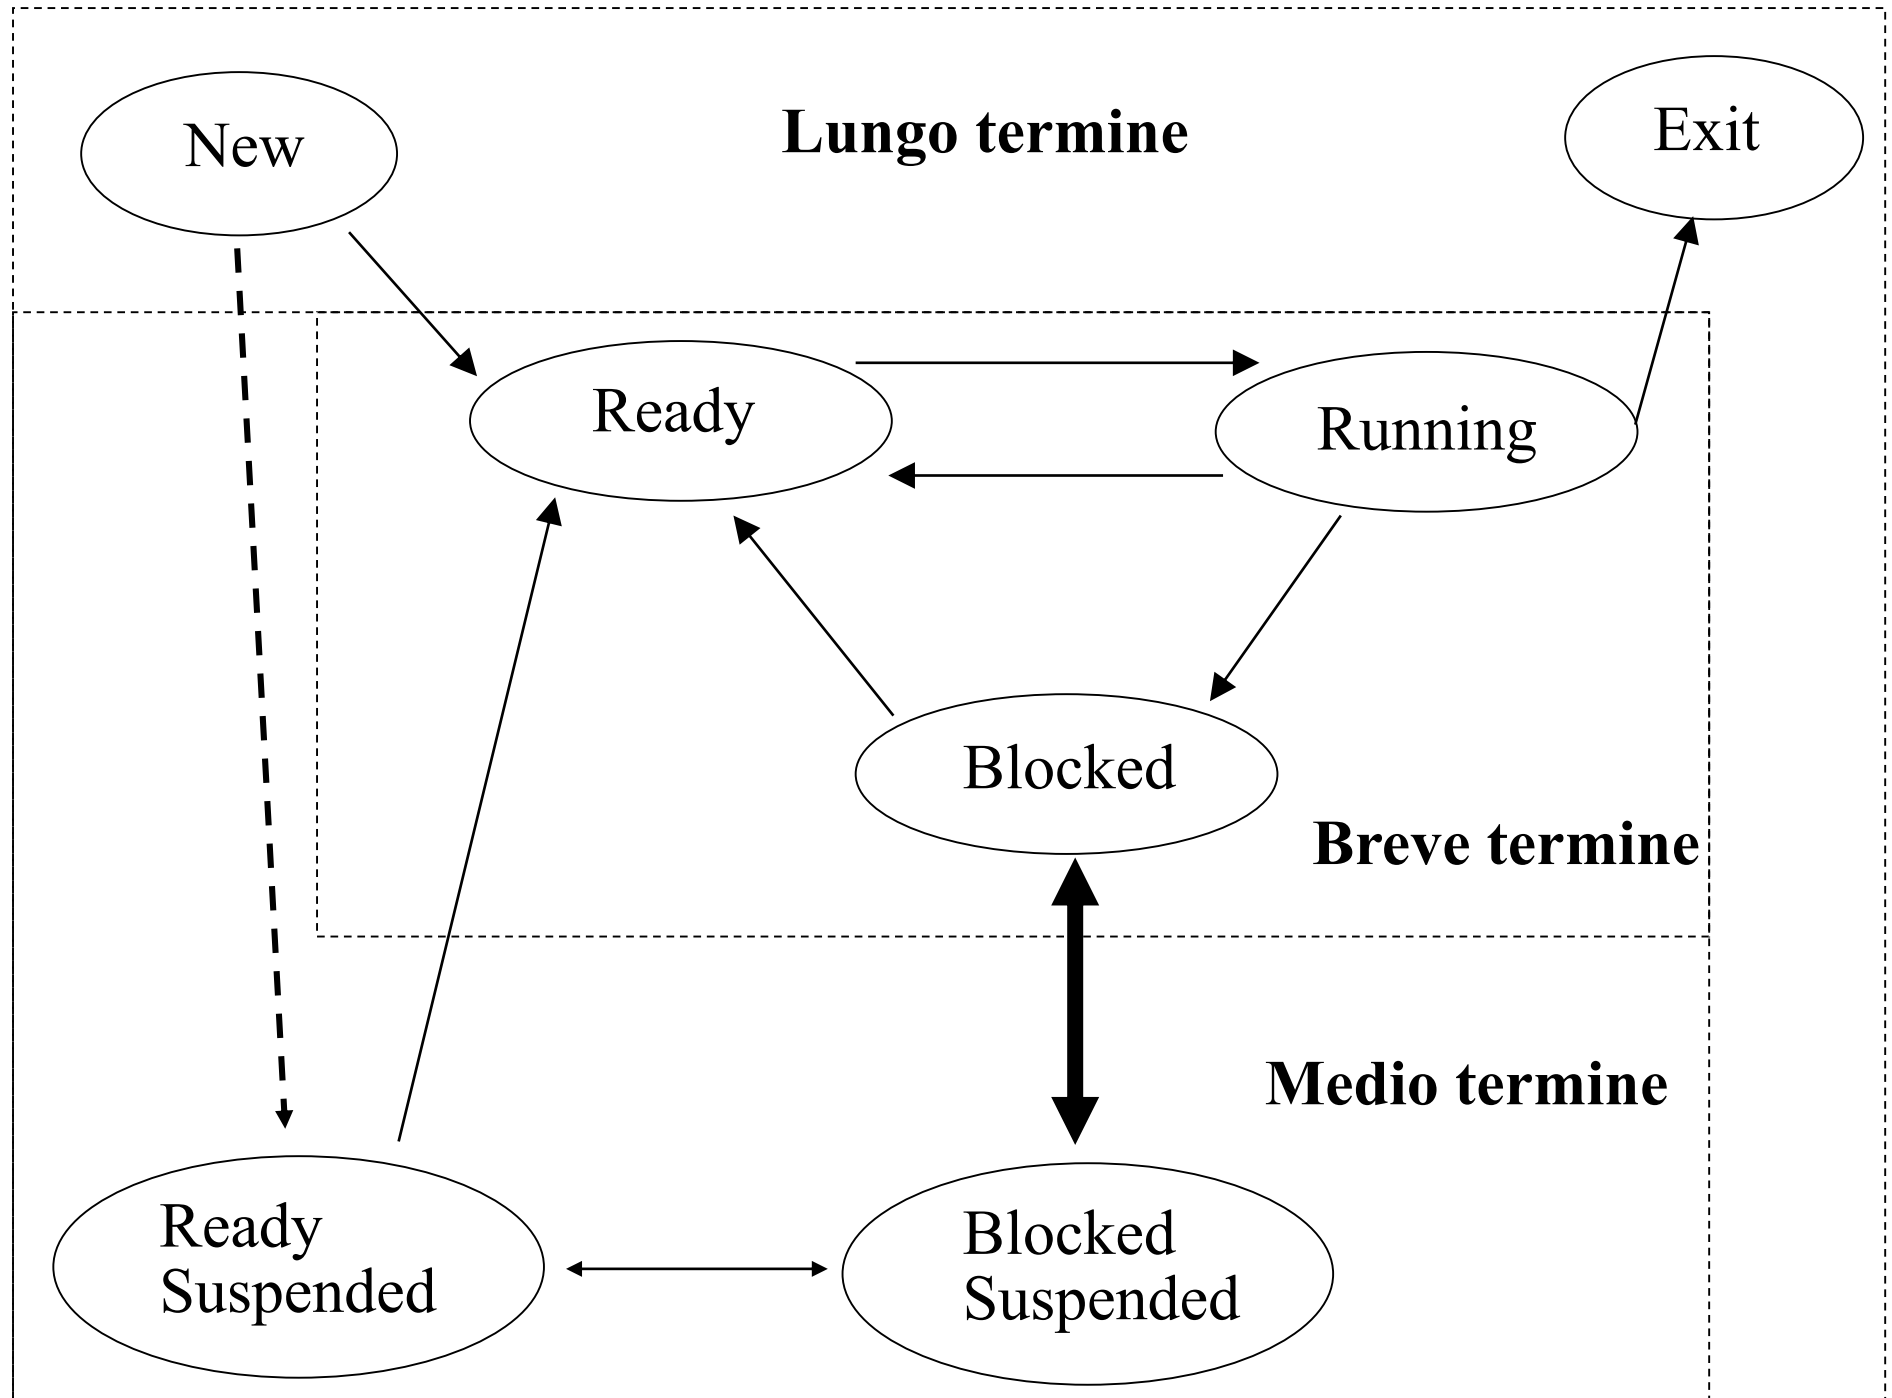 New
Lungo termine
Exit
Ready
Running
Blocked
Breve termine
Medio termine
Ready
Suspended
Blocked
Suspended